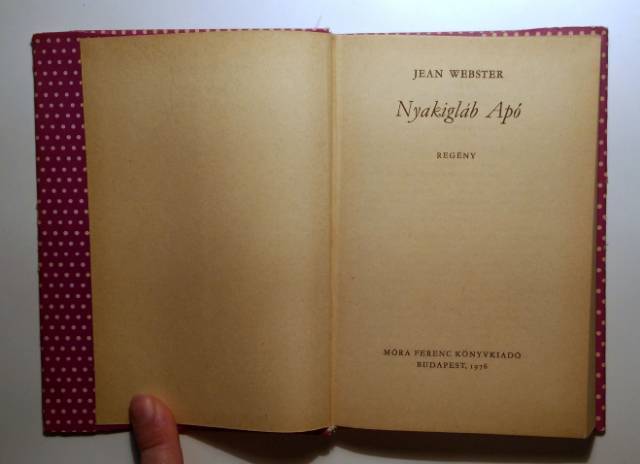 JEAN WEBSTER
Nyakigláb Apó
REGÉNY
MÓRA FERENC KÖNYVKIADÓ
BUDAPEST, 1976